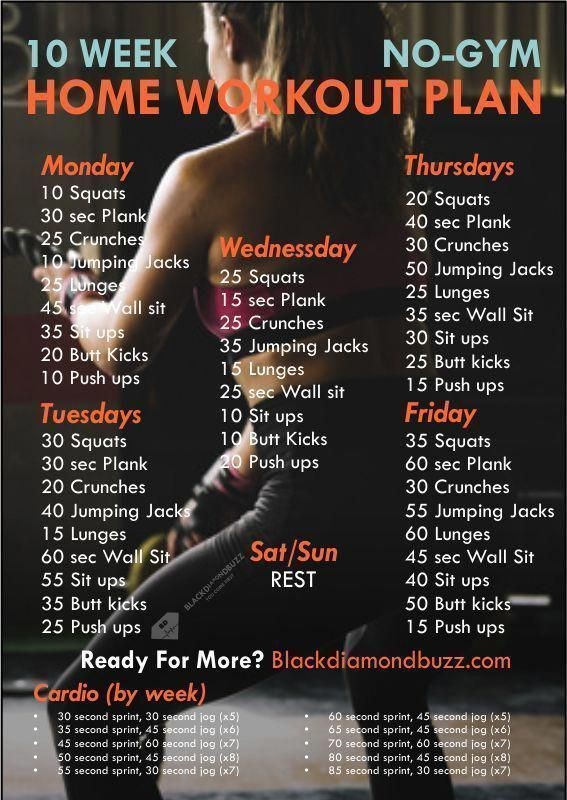 10 WEEK NO-GYM
HOME WORKOUT PLAN
Monday
10 Squats
30 sec Plank
25 Crunches
10 Jumping Jacks
25 Lunges
45 sec Wall sit
35 Sit ups
20 Butt Kicks
10 Push ups
Tuesdays
30 Squats
30 sec Plank
20 Crunches
40 Jumping Jacks
15 Lunges
60 sec Wall Sit
55 Sit ups
35 Butt kicks
25 Push ups
Wednessday
25 Squats
15 sec Plank
25 Crunches
35 Jumping Jacks
15 Lunges
25 sec Wall sit
10 Sit ups
10 Butt Kicks
20 Push ups
Thursdays
20 Squats
40 sec Plank
30 Crunches
50 Jumping Jacks
25 Lunges
35 sec Wall Sit
30 Sit ups
25 Butt kicks
15 Push ups
Friday
35 Squats
60 sec Plank
30 Crunches
55 Jumping Jacks
60 Lunges
45 sec Wall Sit
40 Sit ups
50 Butt kicks
15 Push ups
Sat/Sun
REST
BD
BLACKDIAMONDBUZZ
Ready For More? Blackdiamondbuzz.com
Cardio (by week)
• 30 second sprint, 30 second jog (x5)
• 35 second sprint, 45 second jog (x6)
• 45 second sprint, 60 second jog (x7)
• 50 second sprint, 45 second jog (x8)
• 55 second sprint, 30 second jog (x7)
• 60 second sprint, 45 second jog (x5)
• 65 second sprint, 45 second jog (x6)
• 70 second sprint, 60 second jog (x7)
• 80 second sprint, 45 second jog (x8)
• 85 second sprint, 30 second jog (x7)